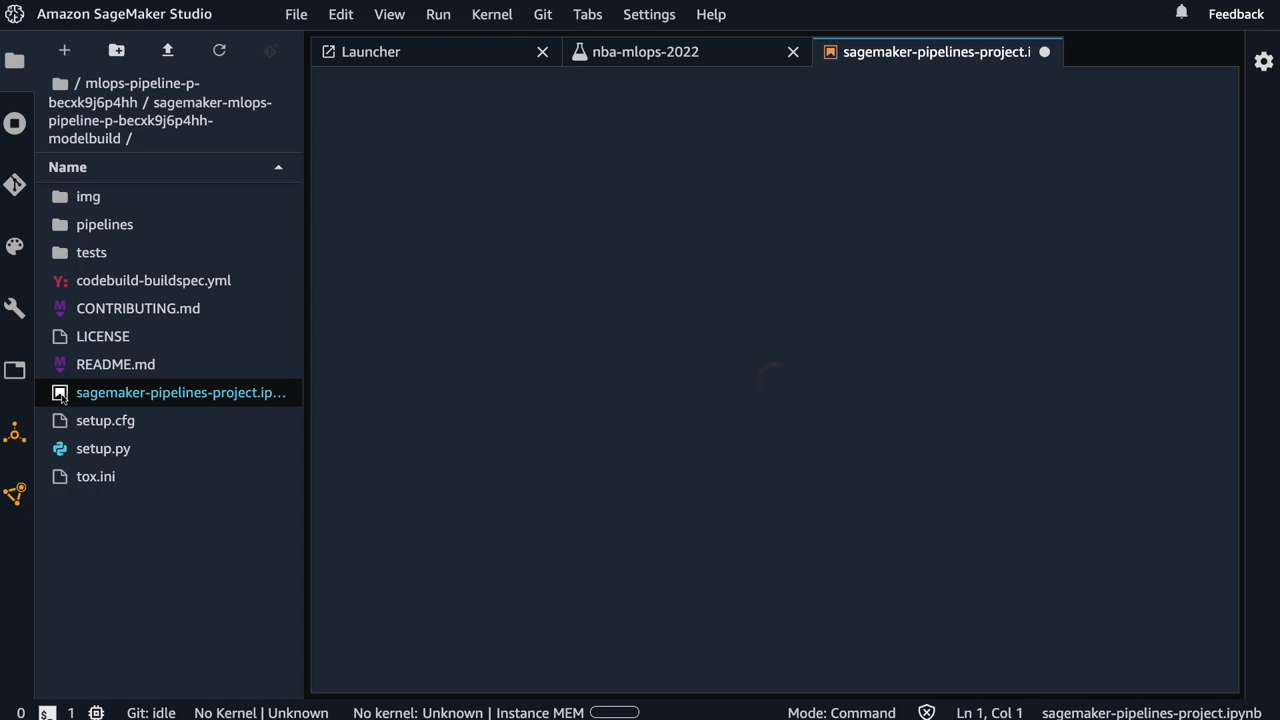 Amazon SageMaker Studio
File Edit View Run Kernel Git Tabs Settings Help
Feedback
Launcher
nba-mlops-2022
sagemaker-pipelines-project.i
/ mlops-pipeline-p-
becxk9j6p4hh / sagemaker-mlops-
pipeline-p-becxk9j6p4hh-
modelbuild /
Name
img
pipelines
tests
Y: codebuild-buildspec.yml
CONTRIBUTING.md
LICENSE
README.md
sagemaker-pipelines-project.ip...
setup.cfg
setup.py
tox.ini
0 $_ 1 Git: idle No Kernel | Unknown No kernel: Unknown | Instance MEM Mode: Command Ln 1, Col 1 sagemaker-pipelines-project.ipynb